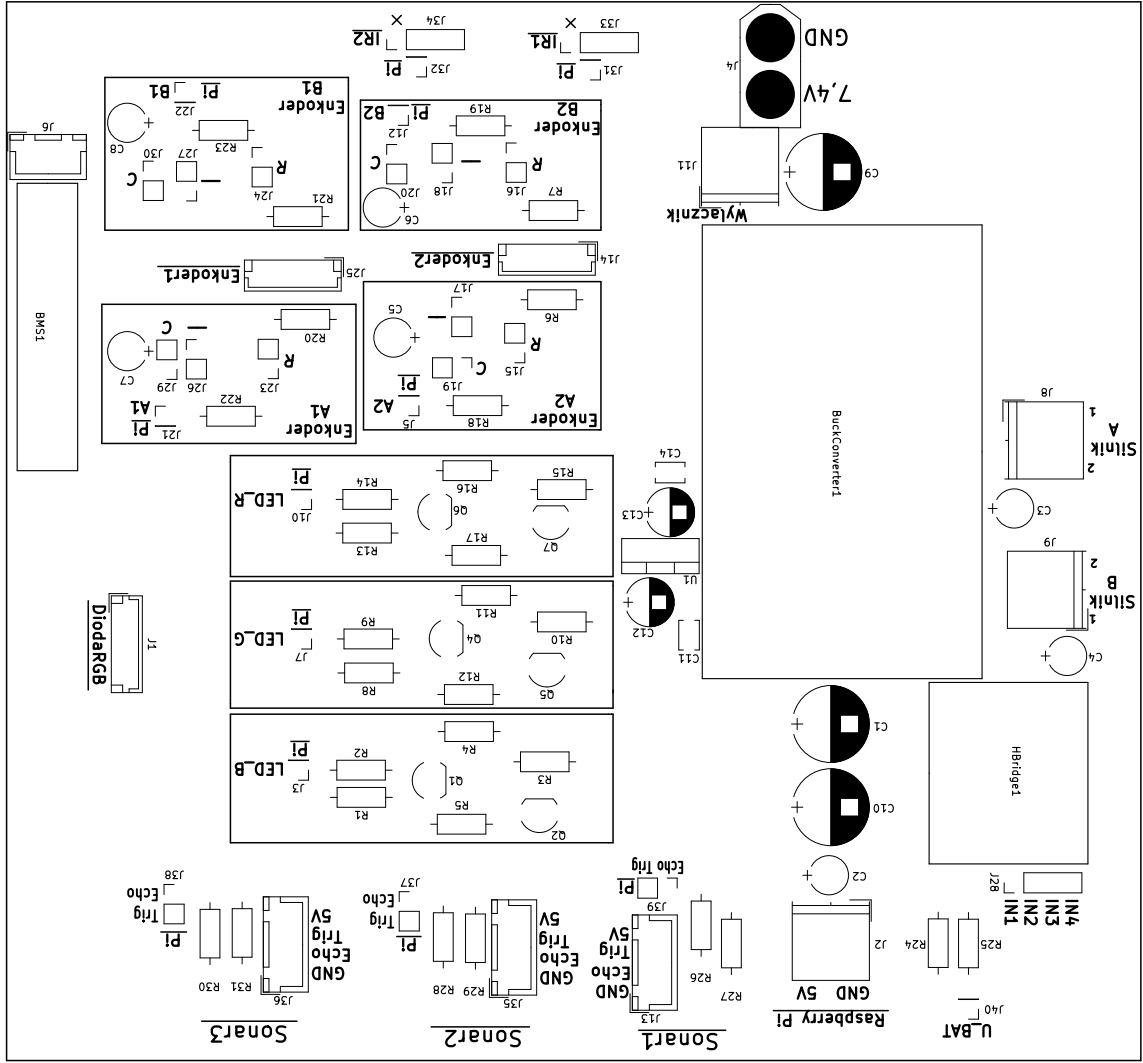 J34
IR2
Pi
J32
J33
IR1
Pi
J31
GND
J4
7,4V
B1
Pi
J22
B1
Enkoder
C8
J30
J27
R23
C
R
J24
R21
B2
Pi
J12
R19
B2
Enkoder
C
J20
J18
R
J16
R7
C6
J6
J11
C9
Wylacznik
Enkoder1
J25
Enkoder2
J14
BMS1
C
R20
C7
J29
J26
R
J23
A1
Pi
J21
R22
A1
Enkoder
J17
C5
R6
R
J15
C
J19
Pi
A2
J5
R18
A2
Enkoder
BuckConverter1
J8
1
A
Silnik
2
C3
J9
2
B
Silnik
1
C4
Pi
LED_R
J10
R14
R13
R16
Q6
R17
R15
Q7
C14
C13
U1
C12
C11
DiodaRGB
J1
Pi
LED_G
J7
R9
R8
R11
Q4
R12
R10
Q5
Pi
LED_B
J3
R2
R1
R4
Q1
R5
R3
Q2
C1
C10
HBridge1
C2
J28
IN1
IN2
IN3
IN4
J38
Echo
Trig
Pi
R30
R31
5V
Trig
Echo
GND
J36
Sonar3
J37
Echo
Trig
Pi
R28
R29
5V
Trig
Echo
GND
J35
Sonar2
Echo Trig
Pi
J39
5V
Trig
Echo
GND
J13
R26
R27
Sonar1
J2
5V GND
Raspberry Pi
R24
R25
J40
U_BAT